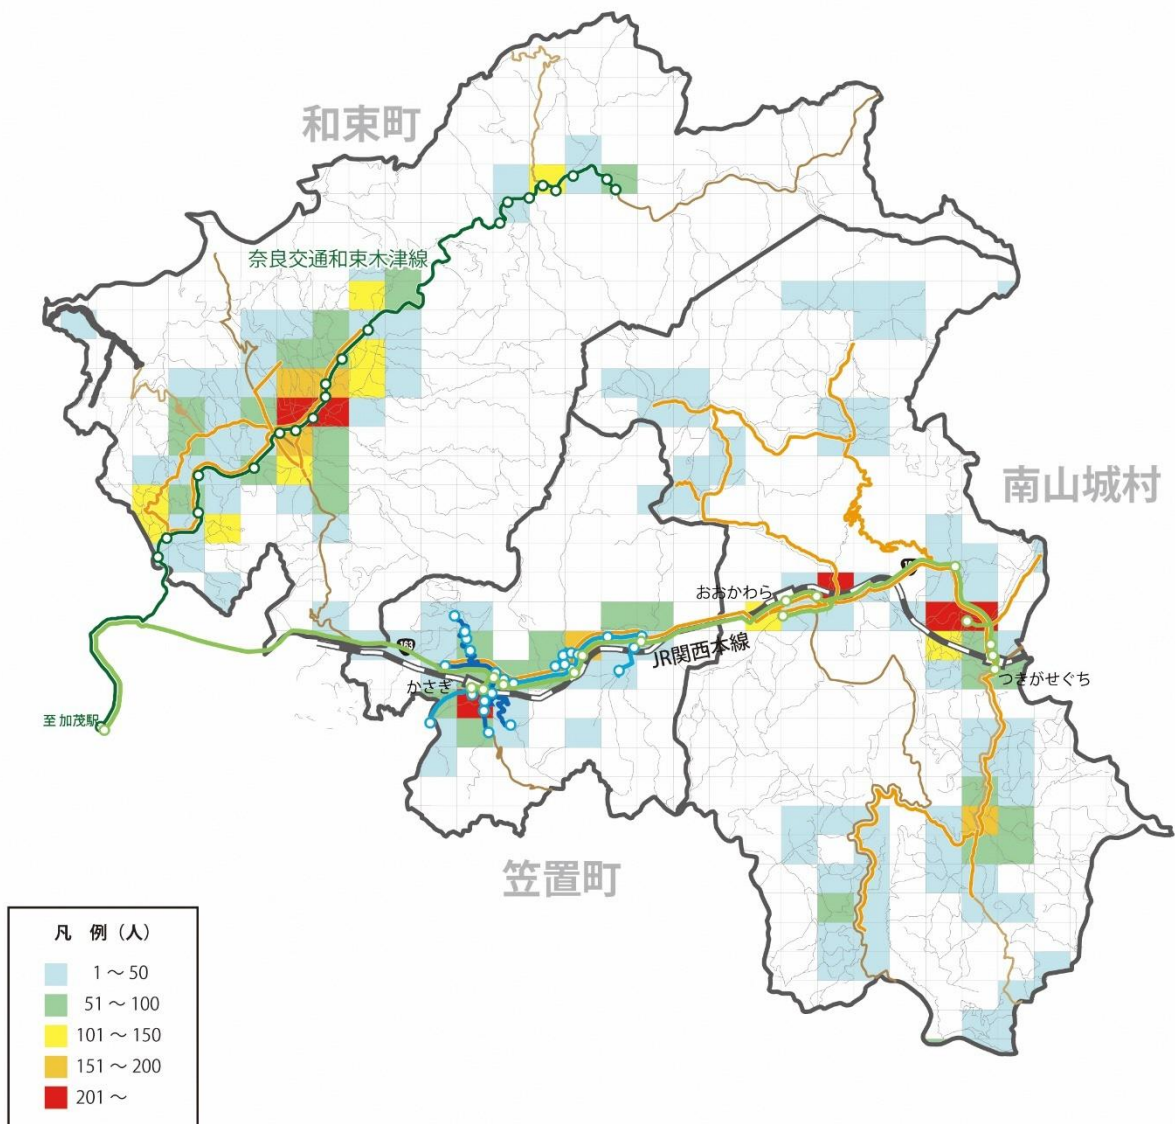 和束町
奈良交通和束木津線
南山城村
おおかわら
163
JR関西本線
かさぎ
つきがせぐち
至 加茂駅
笠置町
凡 例（人）
1 ～ 50
51 ～ 100
101 ～ 150
151 ～ 200
201 ～